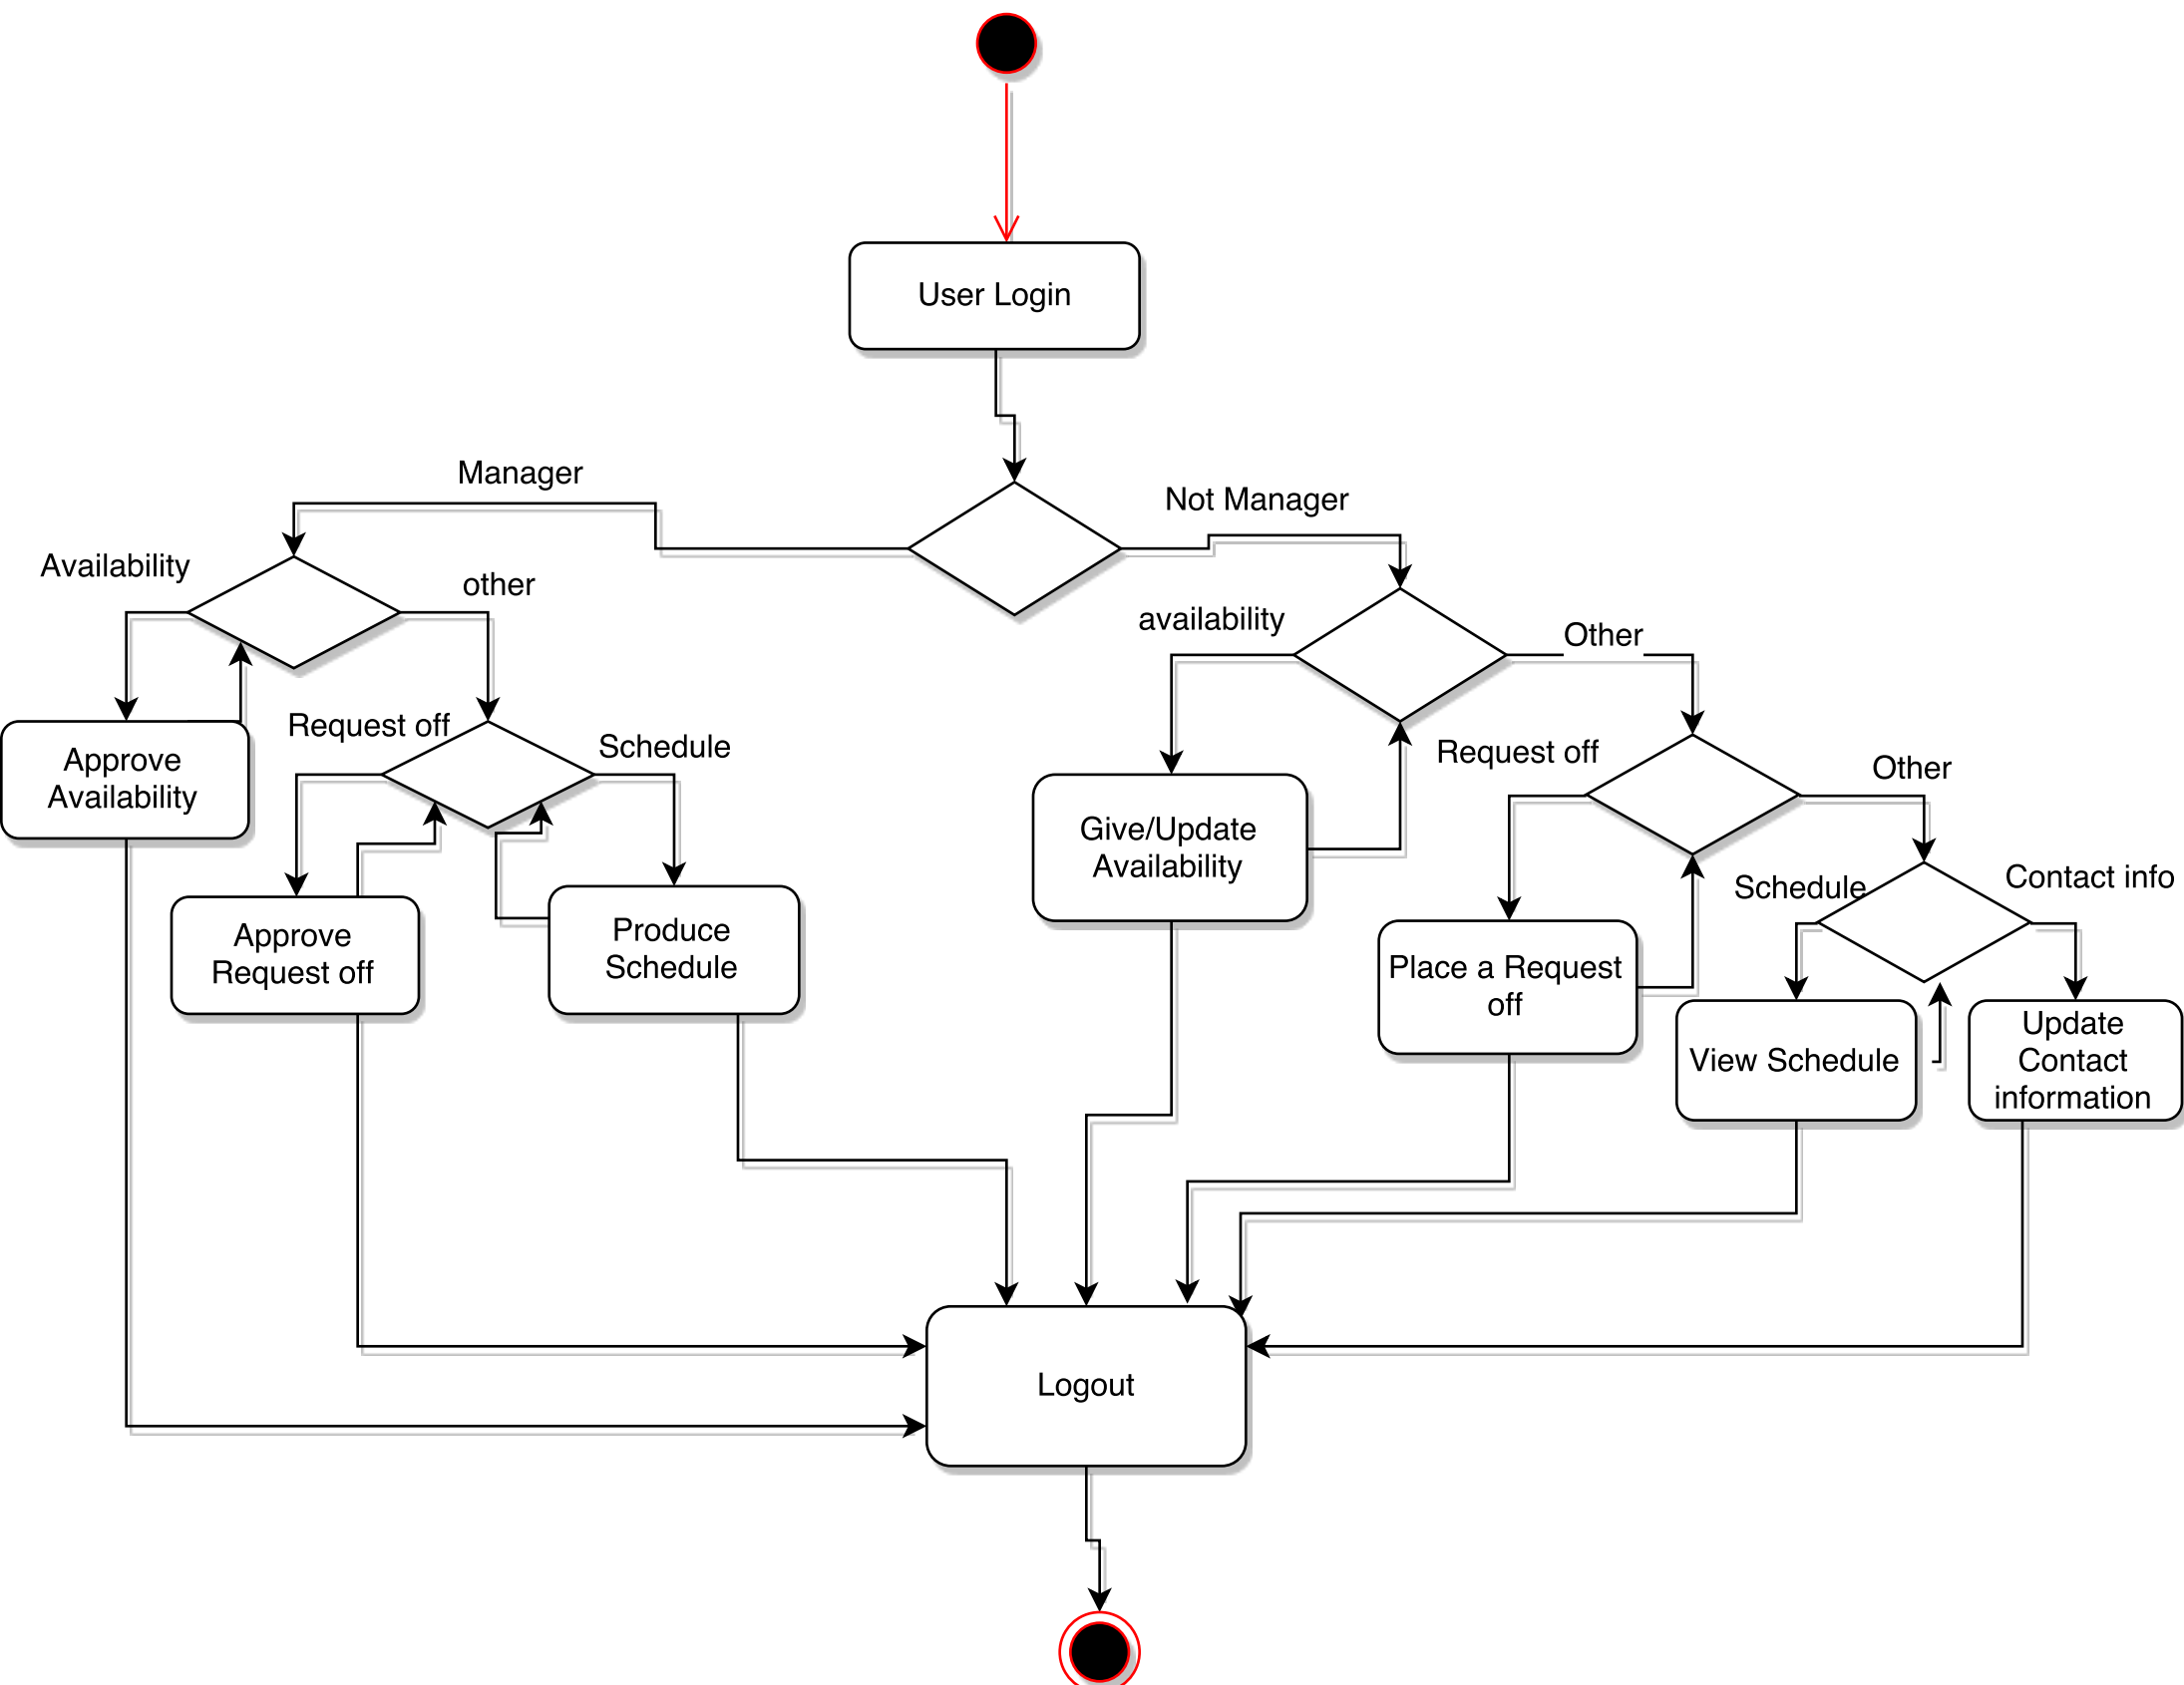 User Login
Manager
Not Manager
Availability
other
availability
Other
Request off
Schedule
Request off
Other
Approve
Availability
Give/Update
Availability
Schedule
Contact info
Approve
Request off
Produce
Schedule
Place a Request
off
View Schedule
Update
Contact
information
Logout